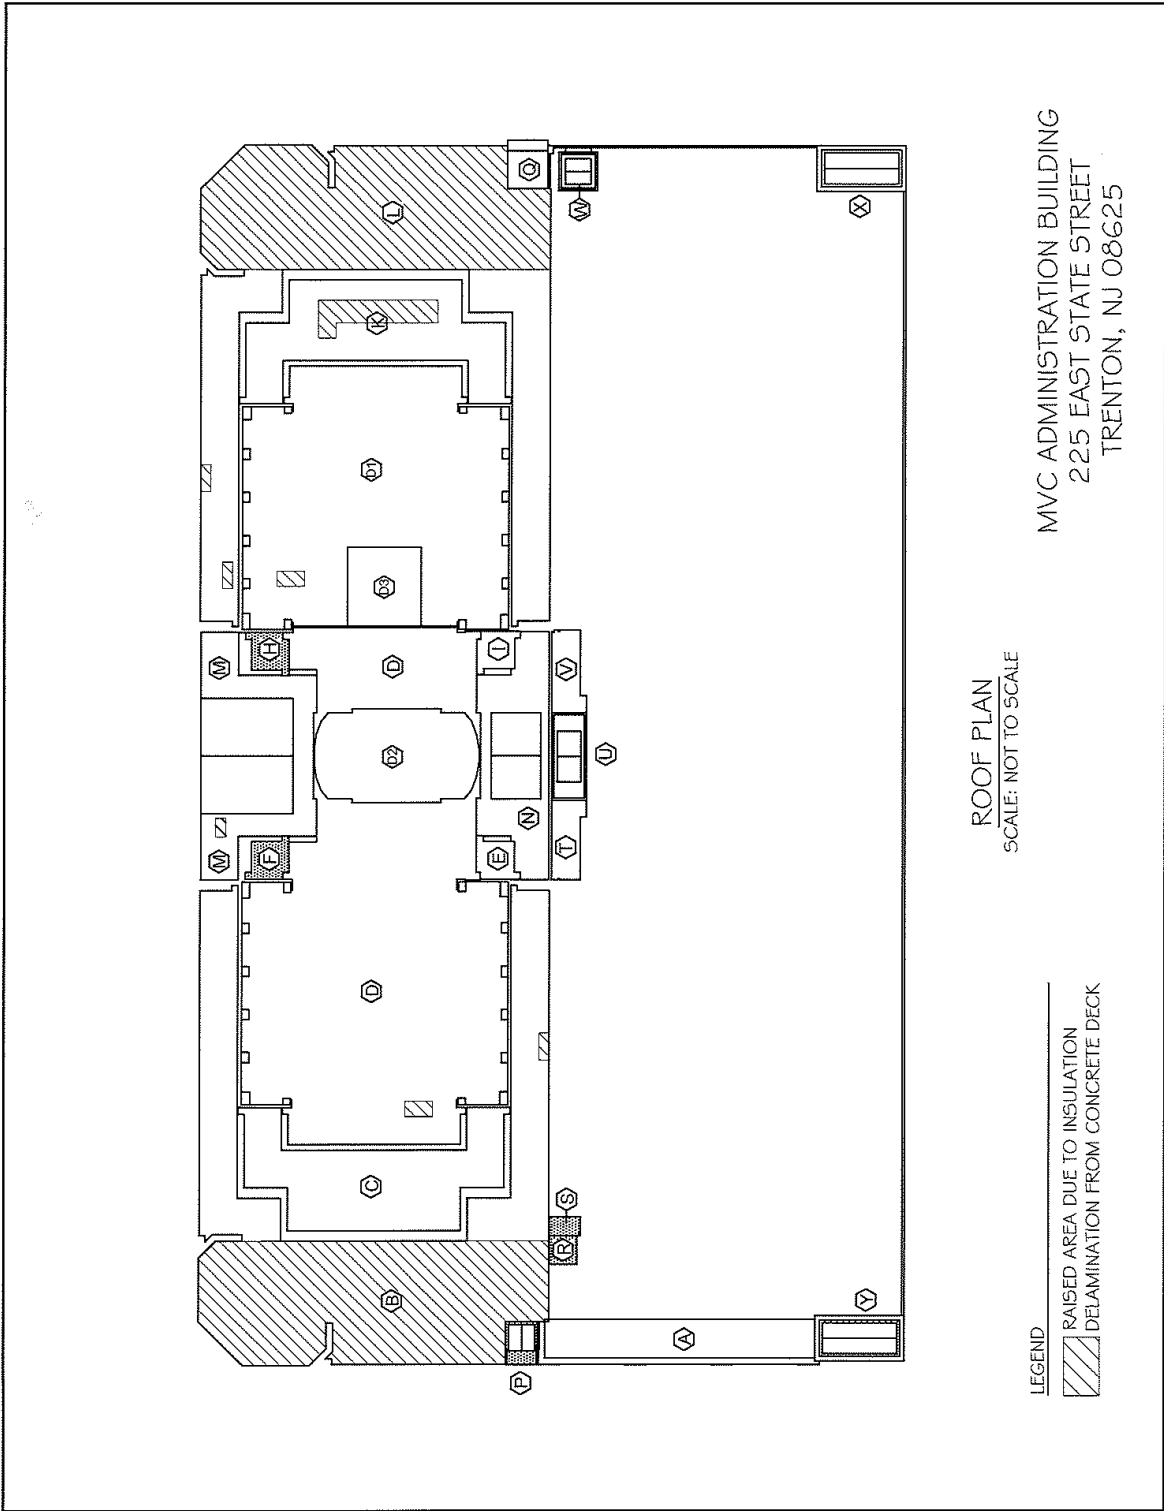 B
L
C
K
M
M
F
H
D
D
D1
D2
D3
E
I
N
P
Q
R
S
T
U
V
W
A
Y
X
LEGEND
RAISED AREA DUE TO INSULATION
DELAMINATION FROM CONCRETE DECK
ROOF PLAN
SCALE: NOT TO SCALE
MVC ADMINISTRATION BUILDING
225 EAST STATE STREET
TRENTON, NJ 08625